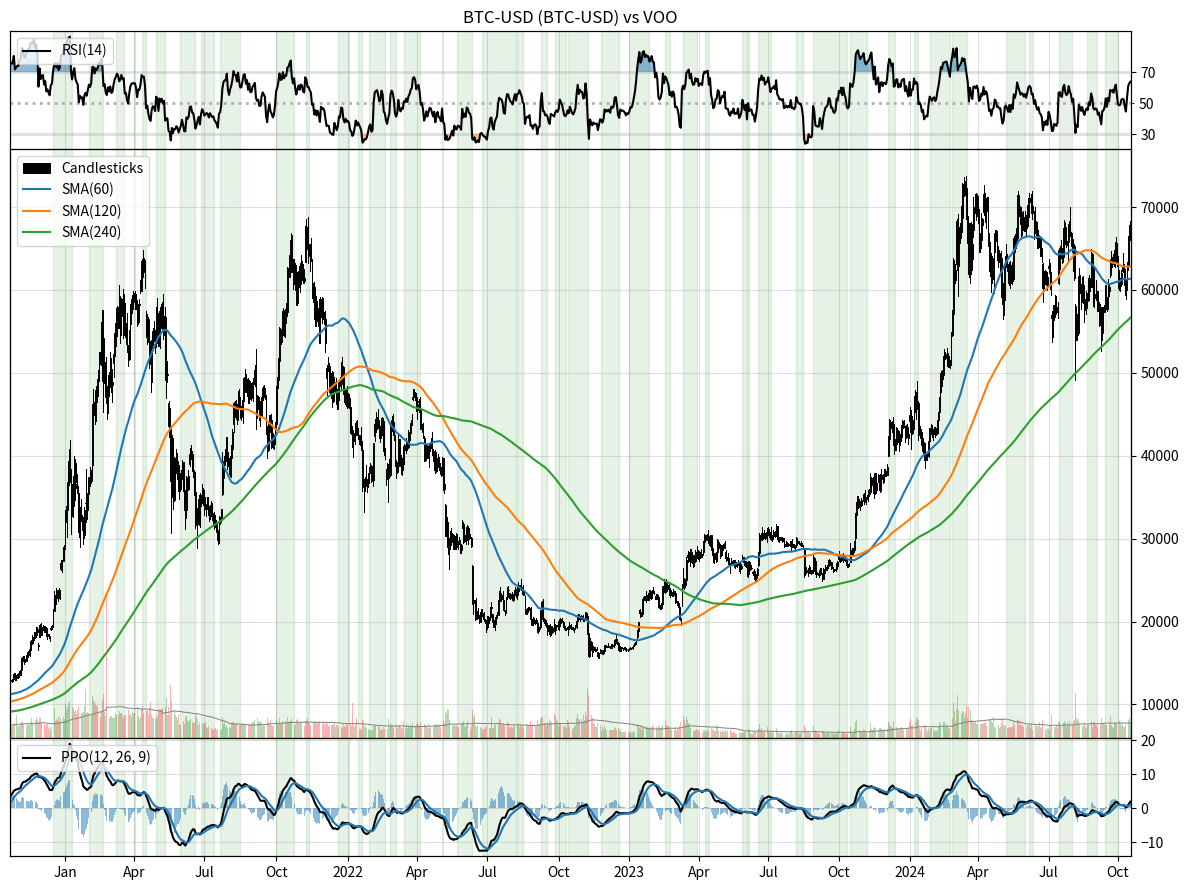 BTC-USD (BTC-USD) vs VOO
RSI(14)
70
50
30
Candlesticks
SMA(60)
SMA(120)
SMA(240)
70000
60000
50000
40000
30000
20000
10000
PPO(12, 26, 9)
20
10
0
−10
Jan Apr Jul Oct 2022 Apr Jul Oct 2023 Apr Jul Oct 2024 Apr Jul Oct